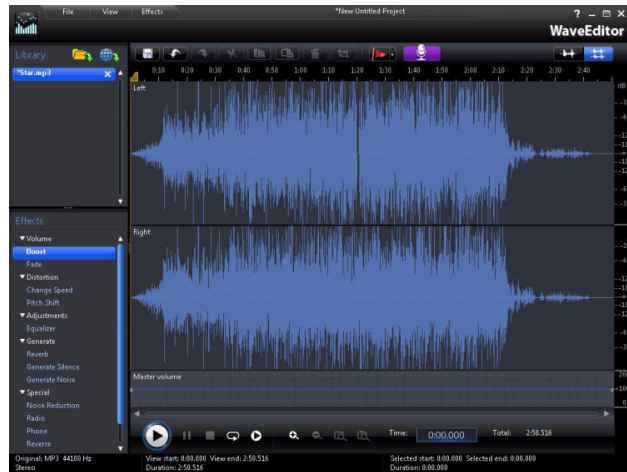 File View Effects *New Untitled Project
WaveEditor
Library
*Star.mp3
0:10 0:20 0:30 0:40 0:50 1:00 1:10 1:20 1:30 1:40 1:50 2:00 2:10 2:20 2:30 2:40
dB
Left
Right
Master volume
Effects
Volume
Boost
Fade
Distortion
Change Speed
Pitch Shift
Adjustments
Equalizer
Generate
Reverb
Generate Silence
Generate Noise
Special
Noise Reduction
Radio
Phone
Reverse
Time: 0:00.000 Total: 2:50.516
Original: MP3 44100 Hz
Stereo
View start: 0:00.000 View end: 2:50.516
Duration: 2:50.516
Selected start: 0:00.000 Selected end: 0:00.000
Duration: 0:00.000